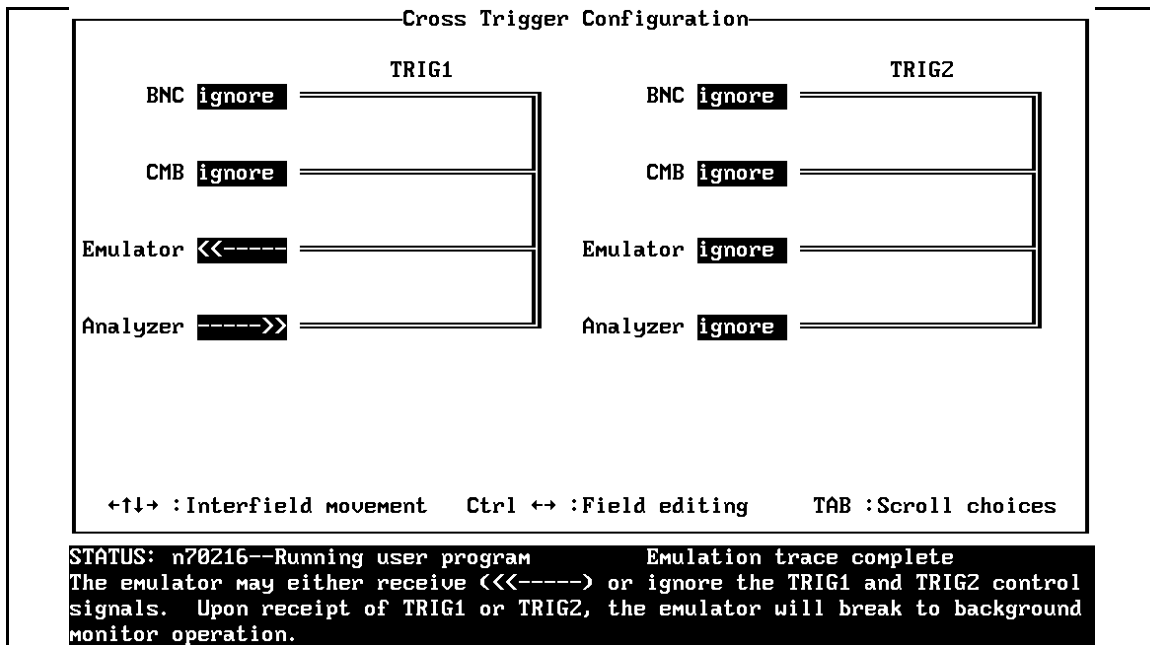 Cross Trigger Configuration
TRIG1 TRIG2
BNC ignore BNC ignore
CMB ignore CMB ignore
Emulator <<----- Emulator ignore
Analyzer ----->> Analyzer ignore
←↑↓→ :Interfield movement Ctrl ↔ :Field editing TAB :Scroll choices
STATUS: n70216--Running user program Emulation trace complete
The emulator may either receive (<<-----) or ignore the TRIG1 and TRIG2 control
signals. Upon receipt of TRIG1 or TRIG2, the emulator will break to background
monitor operation.